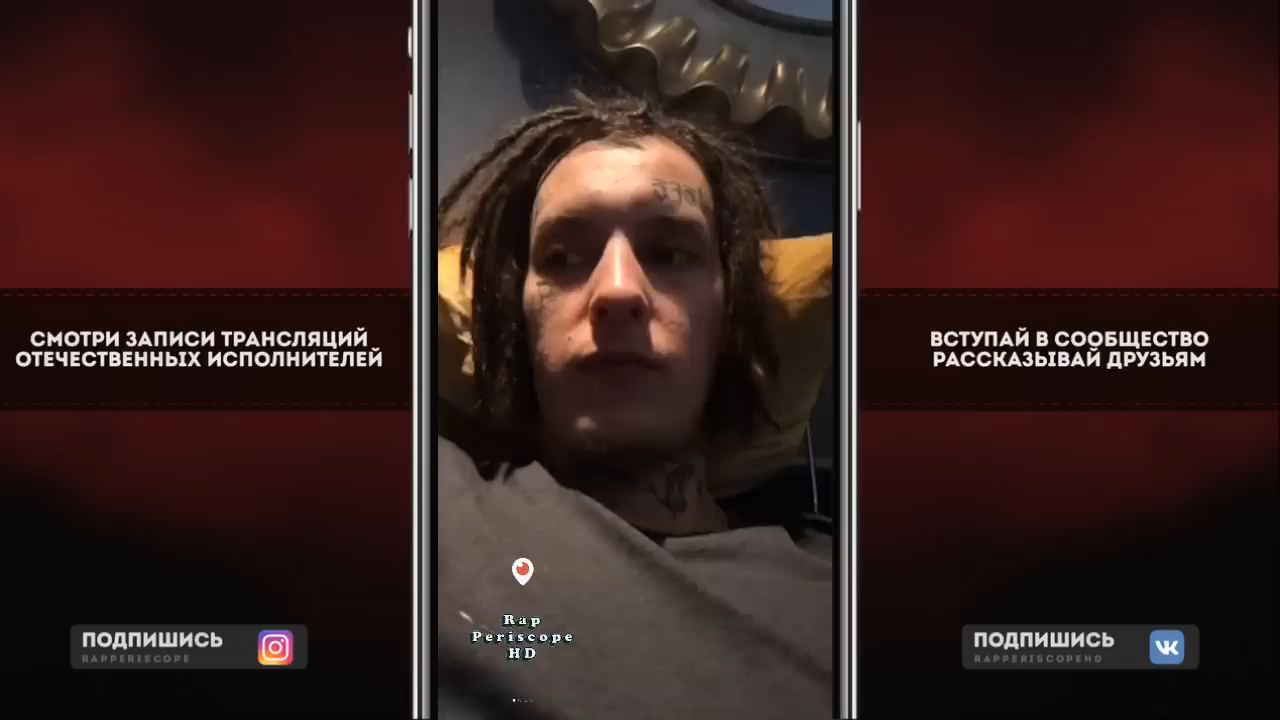 СМОТРИ ЗАПИСИ ТРАНСЛЯЦИЙ
ОТЕЧЕСТВЕННЫХ ИСПОЛНИТЕЛЕЙ
ВСТУПАЙ В СООБЩЕСТВО
РАССКАЗЫВАЙ ДРУЗЬЯМ
Rap
Periscope
HD
ПОДПИШИСЬ
RAPPERISCOPE
ПОДПИШИСЬ
RAPPERISCOPEHD